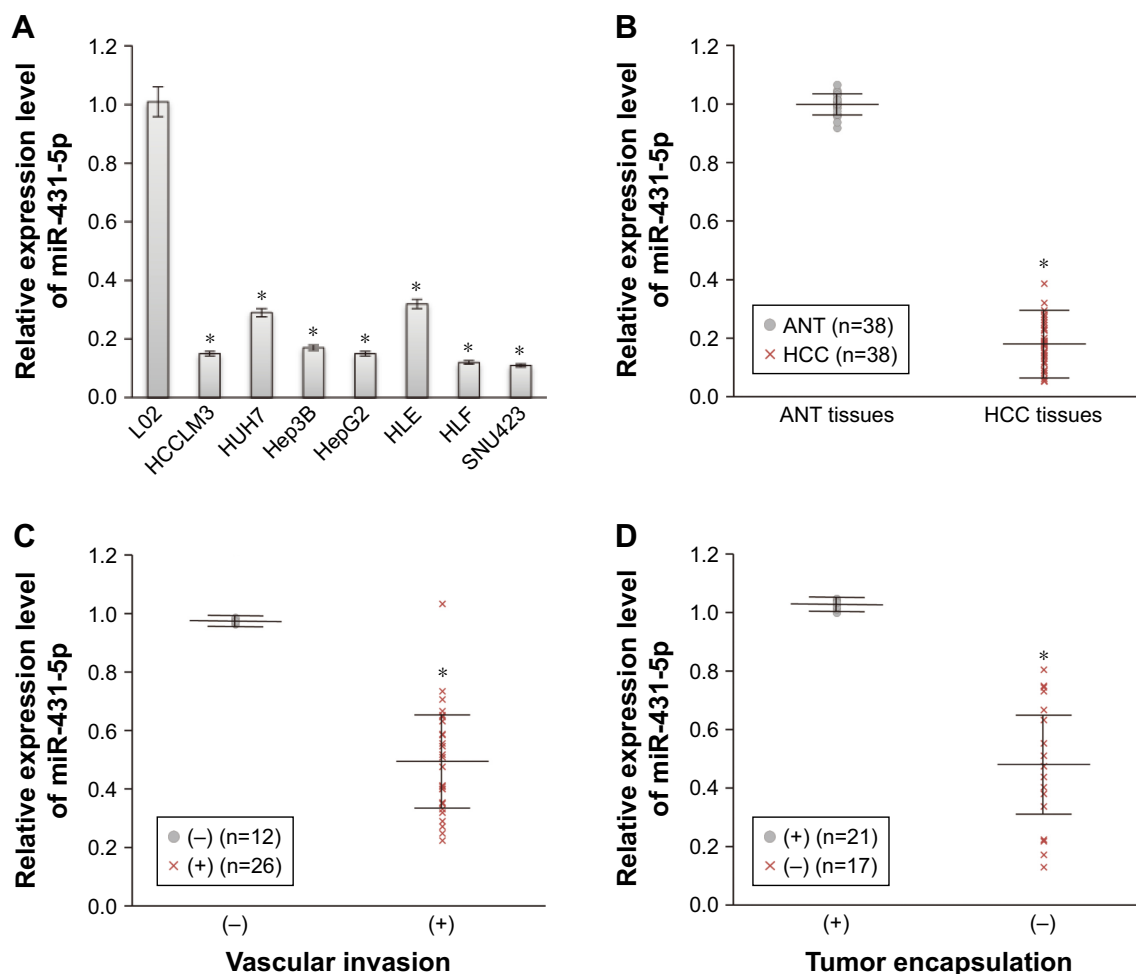 A
Relative expression level
of miR-431-5p
1.2
1.0
0.8
0.6
0.4
0.2
0.0
*
*
*
*
*
*
*
L02
HCCLM3
HUH7
Hep3B
HepG2
HLE
HLF
SNU423
B
Relative expression level
of miR-431-5p
1.2
1.0
0.8
0.6
0.4
0.2
0.0
*
ANT (n=38)
HCC (n=38)
ANT tissues
HCC tissues
C
Relative expression level
of miR-431-5p
1.2
1.0
0.8
0.6
0.4
0.2
0.0
*
(–) (n=12)
(+) (n=26)
(–)
(+)
Vascular invasion
D
Relative expression level
of miR-431-5p
1.2
1.0
0.8
0.6
0.4
0.2
0.0
*
(+) (n=21)
(–) (n=17)
(+)
(–)
Tumor encapsulation